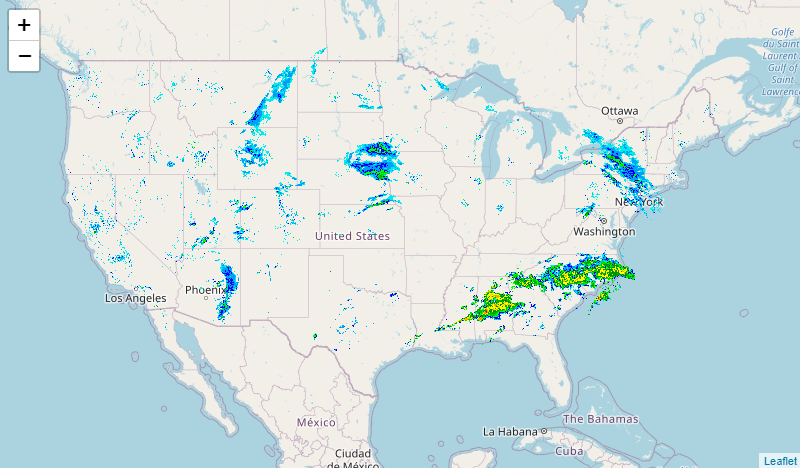 +
−
Golfe
du Saint-
Laurent /
Gulf of
Saint
Lawrence
Ottawa
New York
Washington
United States
Phoenix
Los Angeles
México
Ciudad
de México
La Habana
The Bahamas
Cuba
Leaflet